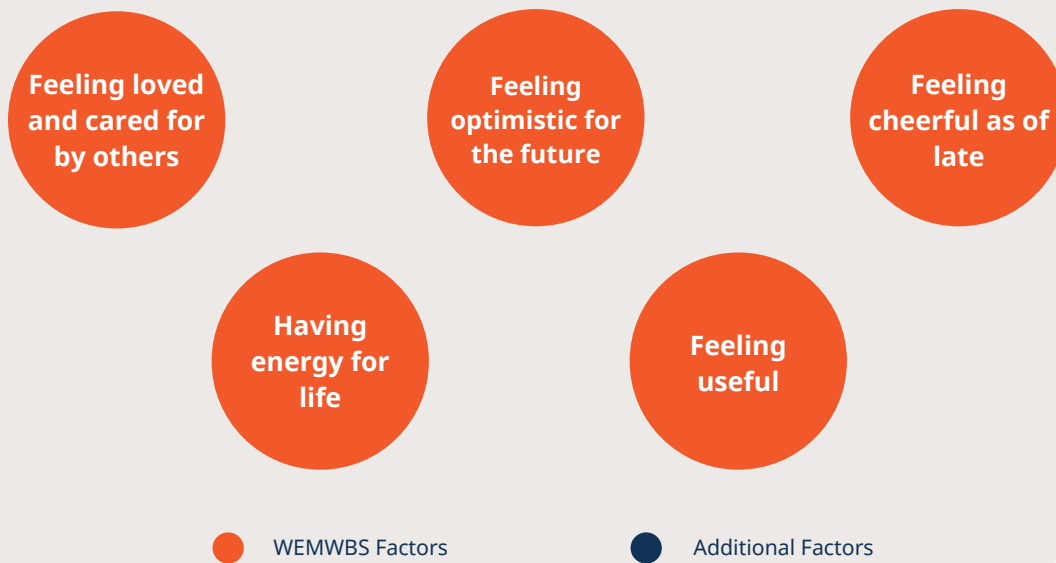 Feeling loved
and cared for
by others
Feeling
optimistic for
the future
Feeling
cheerful as of
late
Having
energy for
life
Feeling
useful
WEMWBS Factors
Additional Factors